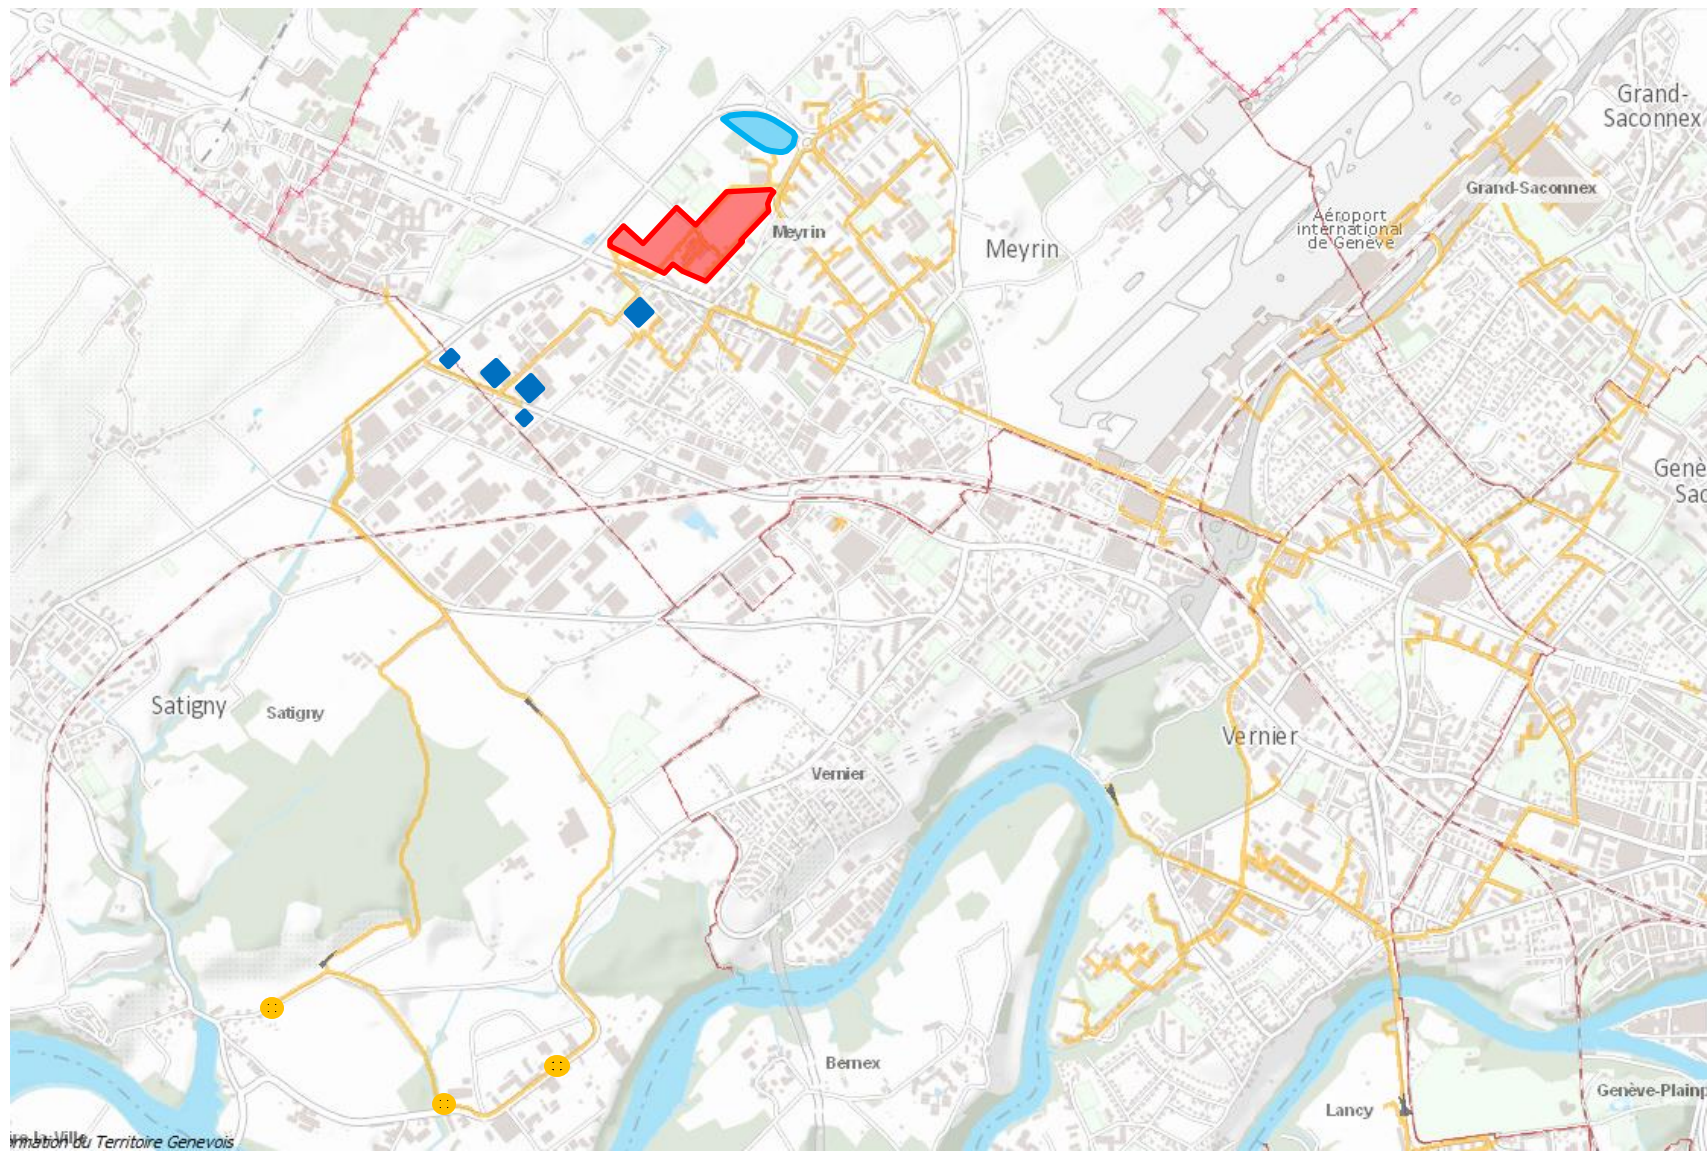 Grand-
Saconnex
Grand-Saconnex
Aéroport
international
de Genève
Meyrin
Meyrin
Genè
Sac
Satigny
Satigny
Vernier
Vernier
Bernex
Genève-Plainp
Lancy
rmation du Territoire Genevois